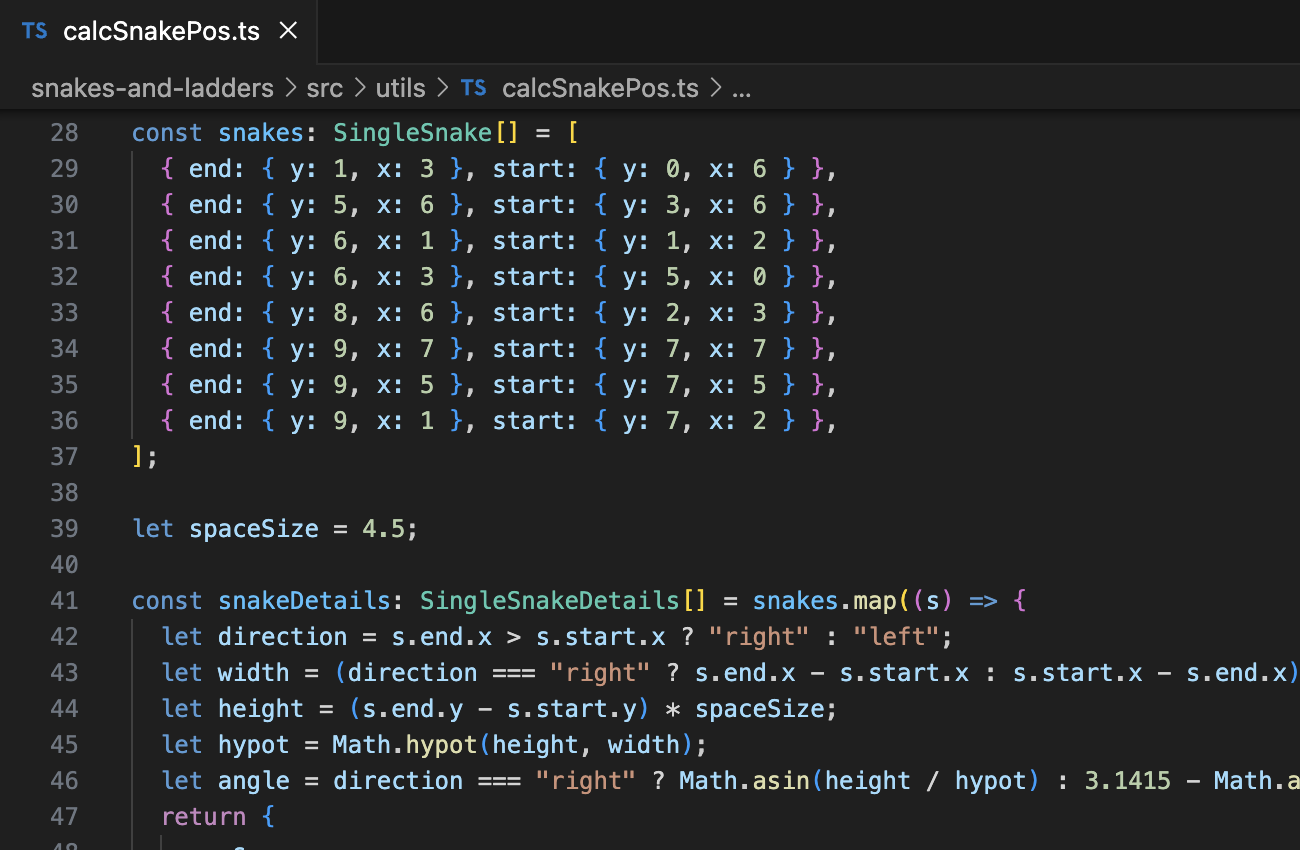 TS calcSnakePos.ts ×
snakes-and-ladders > src > utils > TS calcSnakePos.ts > ...
28 const snakes: SingleSnake[] = [
29 { end: { y: 1, x: 3 }, start: { y: 0, x: 6 } },
30 { end: { y: 5, x: 6 }, start: { y: 3, x: 6 } },
31 { end: { y: 6, x: 1 }, start: { y: 1, x: 2 } },
32 { end: { y: 6, x: 3 }, start: { y: 5, x: 0 } },
33 { end: { y: 8, x: 6 }, start: { y: 2, x: 3 } },
34 { end: { y: 9, x: 7 }, start: { y: 7, x: 7 } },
35 { end: { y: 9, x: 5 }, start: { y: 7, x: 5 } },
36 { end: { y: 9, x: 1 }, start: { y: 7, x: 2 } },
37 ];
38
39 let spaceSize = 4.5;
40
41 const snakeDetails: SingleSnakeDetails[] = snakes.map((s) => {
42 let direction = s.end.x > s.start.x ? "right" : "left";
43 let width = (direction === "right" ? s.end.x - s.start.x : s.start.x - s.end.x)
44 let height = (s.end.y - s.start.y) * spaceSize;
45 let hypot = Math.hypot(height, width);
46 let angle = direction === "right" ? Math.asin(height / hypot) : 3.1415 - Math.a
47 return {